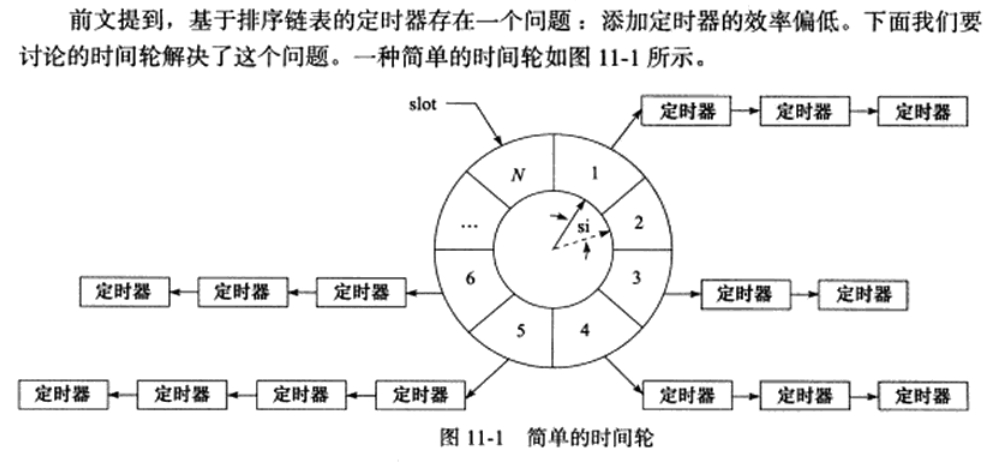 前文提到，基于排序链表的定时器存在一个问题：添加定时器的效率偏低。下面我们要
讨论的时间轮解决了这个问题。一种简单的时间轮如图 11-1 所示。
slot
定时器 定时器 定时器
N 1
… si 2
6 3
定时器 定时器 定时器
定时器 定时器
5 4
定时器 定时器 定时器 定时器
定时器 定时器 定时器
图 11-1 简单的时间轮